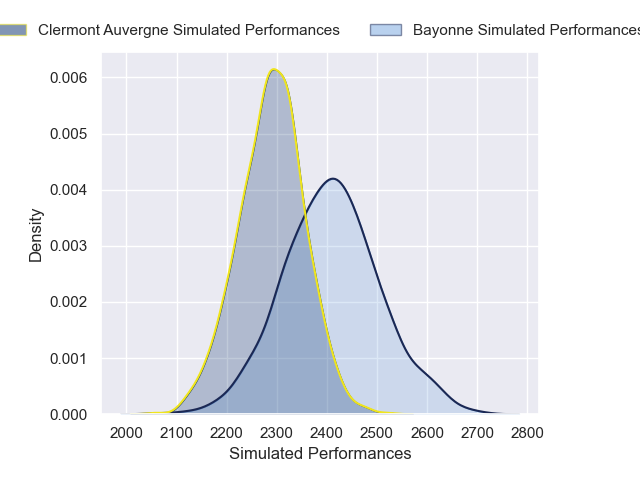 Clermont Auvergne Simulated Performances
Bayonne Simulated Performances
0.006
0.005
0.004
0.003
0.002
0.001
0.000
Density
2000 2100 2200 2300 2400 2500 2600 2700 2800
Simulated Performances